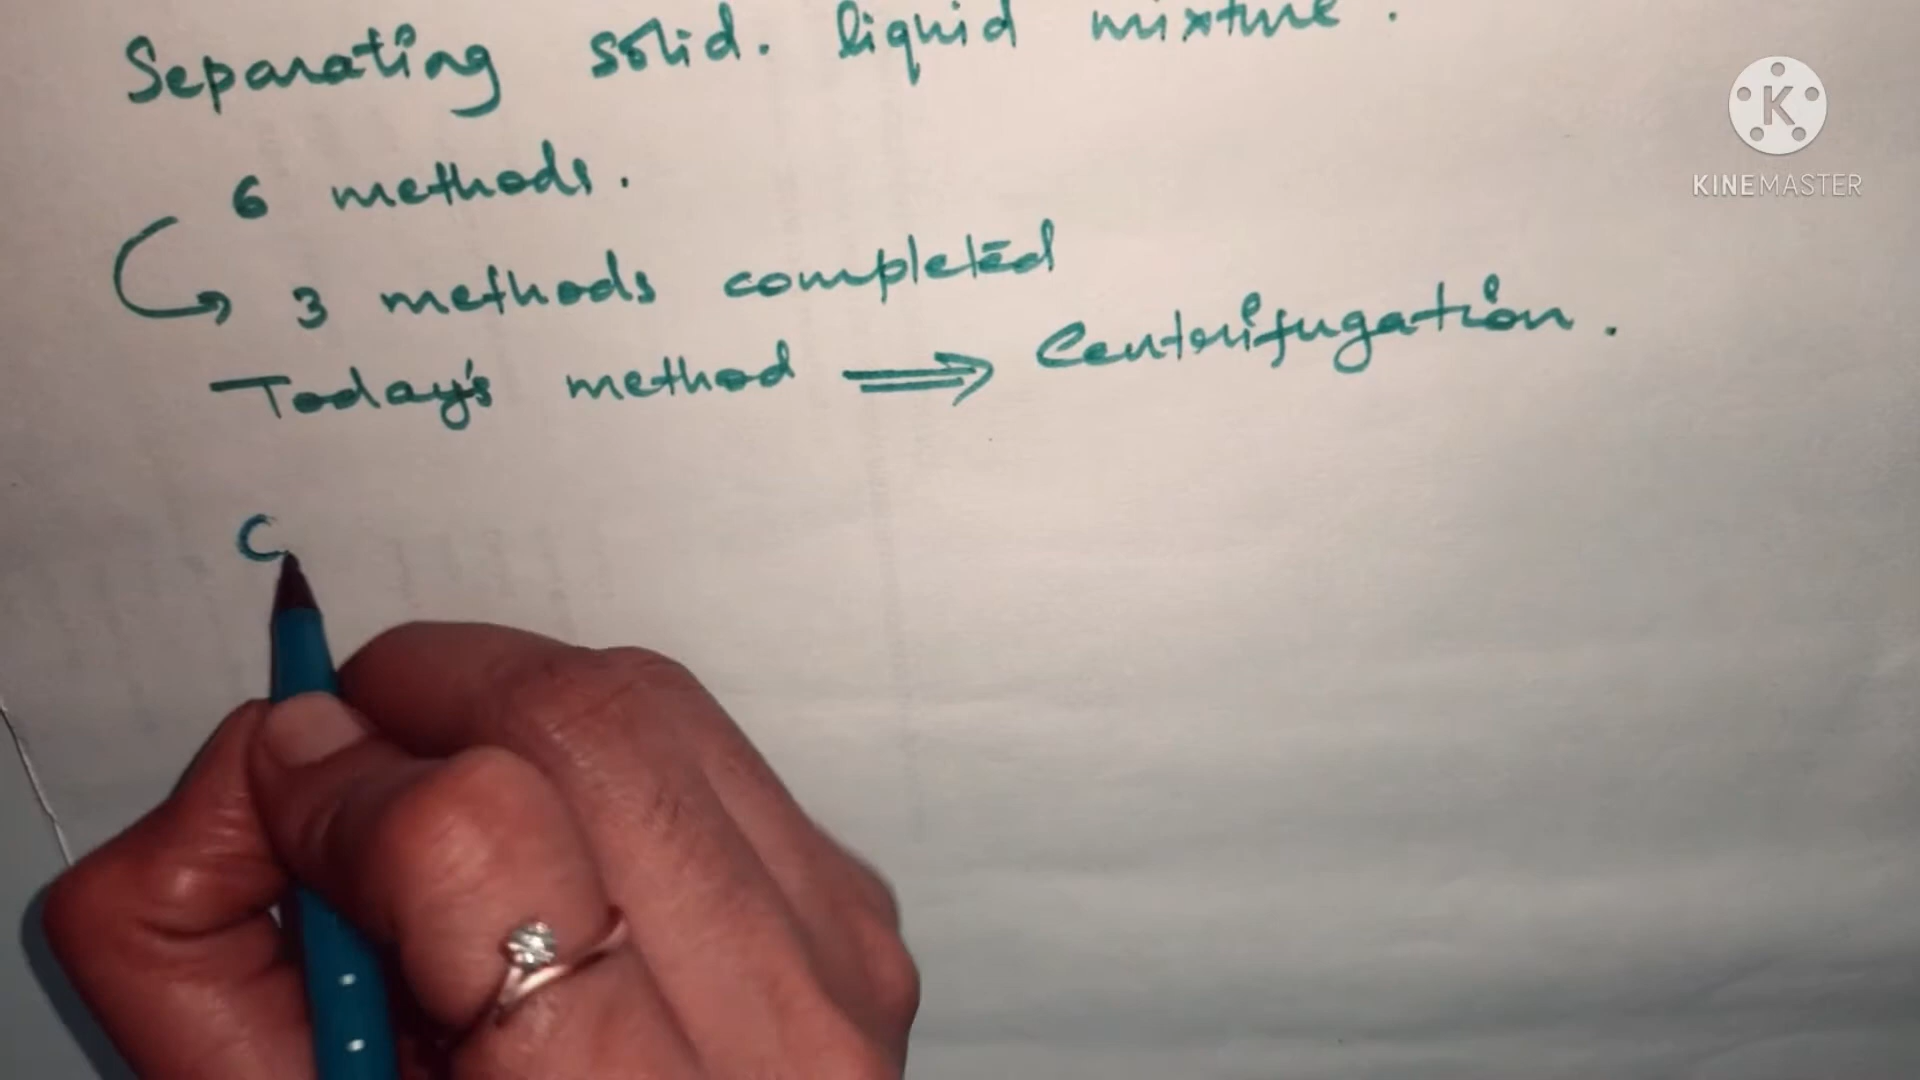 Separating solid. liquid mixture.
6 methods.
3 methods completed
Today's method ⟹ Centrifugation.
C
K
KINEMASTER